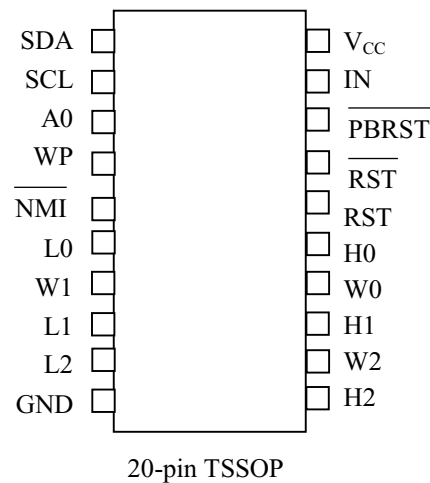 SDA
SCL
A0
WP
NMI
L0
W1
L1
L2
GND
VCC
IN
PBRST
RST
RST
H0
W0
H1
W2
H2
20-pin TSSOP